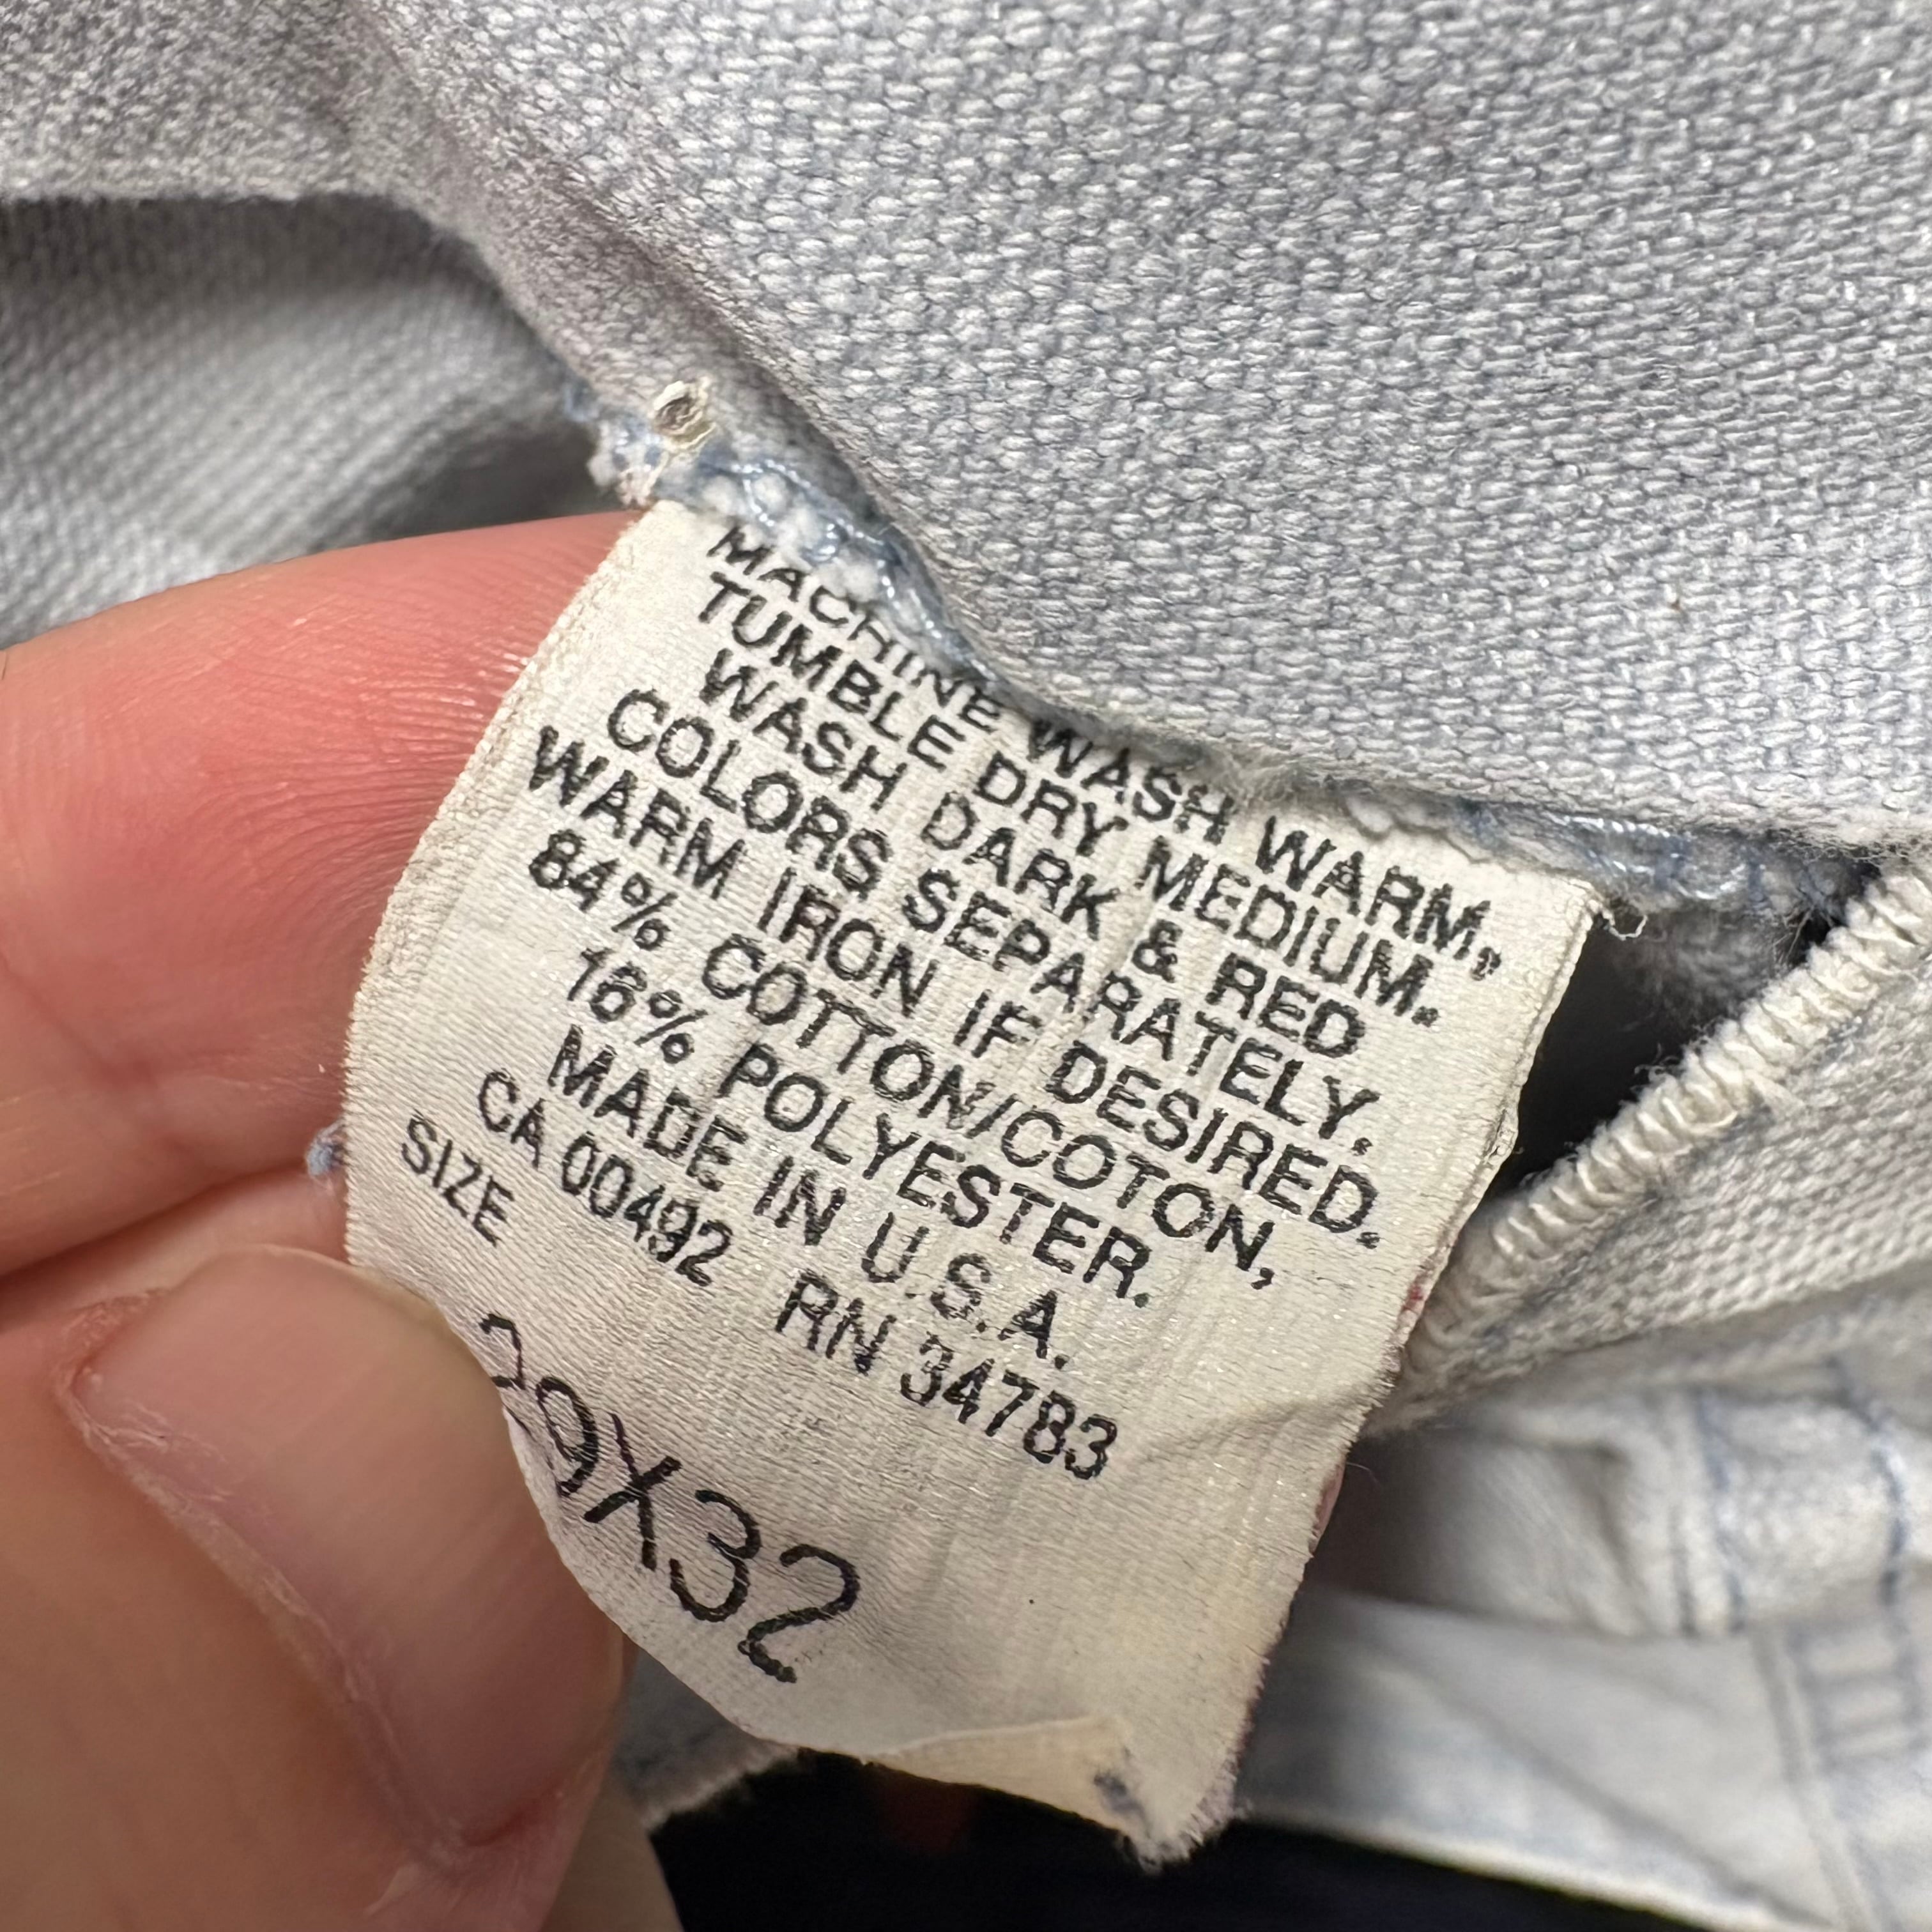 MACHINE WASH WARM,
TUMBLE DRY MEDIUM.
WASH DARK & RED
COLORS SEPARATELY.
WARM IRON IF DESIRED.
84% COTTON/COTON,
16% POLYESTER.
MADE IN U.S.A.
CA 00492 RN 34783
SIZE
29X32